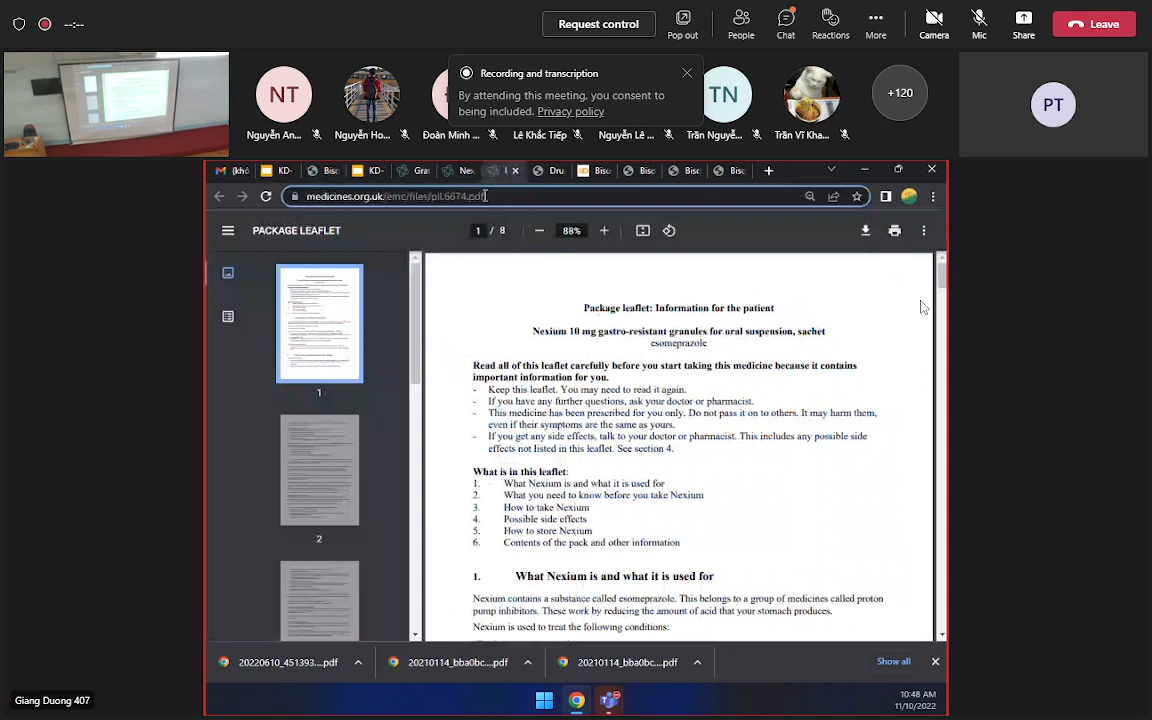 --:--
Request control
Pop out
People
Chat
Reactions
More
Camera
Mic
Share
Leave
Recording and transcription
By attending this meeting, you consent to
being included. Privacy policy
NT
TN
+120
PT
Nguyễn An...
Nguyễn Ho...
Đoàn Minh ...
Lê Khắc Tiếp
Nguyễn Lê ...
Trần Nguyễ...
Trần Vĩ Kha...
(khô
KD-
Bisc
KD-
Gra
Nex
Dru
Bisu
Bisc
Bisc
Bisc
medicines.org.uk/emc/files/pil.6674.pdf
PACKAGE LEAFLET
1 / 8
88%
Package leaflet: Information for the patient
Nexium 10 mg gastro-resistant granules for oral suspension, sachet
esomeprazole
Read all of this leaflet carefully before you start taking this medicine because it contains
important information for you.
- Keep this leaflet. You may need to read it again.
- If you have any further questions, ask your doctor or pharmacist.
- This medicine has been prescribed for you only. Do not pass it on to others. It may harm them,
even if their symptoms are the same as yours.
- If you get any side effects, talk to your doctor or pharmacist. This includes any possible side
effects not listed in this leaflet. See section 4.
What is in this leaflet:
1. What Nexium is and what it is used for
2. What you need to know before you take Nexium
3. How to take Nexium
4. Possible side effects
5. How to store Nexium
6. Contents of the pack and other information
1. What Nexium is and what it is used for
Nexium contains a substance called esomeprazole. This belongs to a group of medicines called proton
pump inhibitors. These work by reducing the amount of acid that your stomach produces.
Nexium is used to treat the following conditions:
1
2
20220610_451393....pdf
20210114_bba0bc....pdf
20210114_bba0bc....pdf
Show all
10:48 AM
11/10/2022
Giang Duong 407